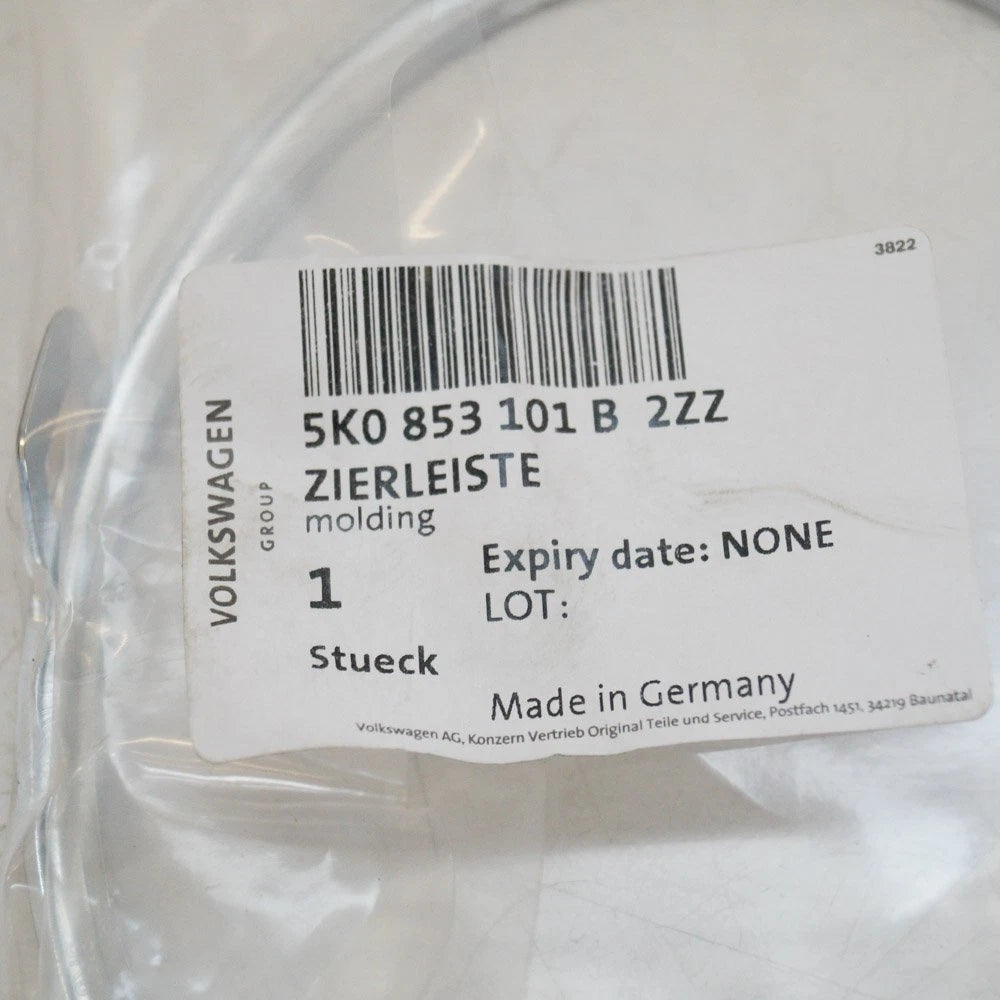 3822
VOLKSWAGEN
GROUP
5K0 853 101 B 2ZZ
ZIERLEISTE
molding
1
Stueck
Expiry date: NONE
LOT:
Made in Germany
Volkswagen AG, Konzern Vertrieb Original Teile und Service, Postfach 1451, 34219 Baunatal